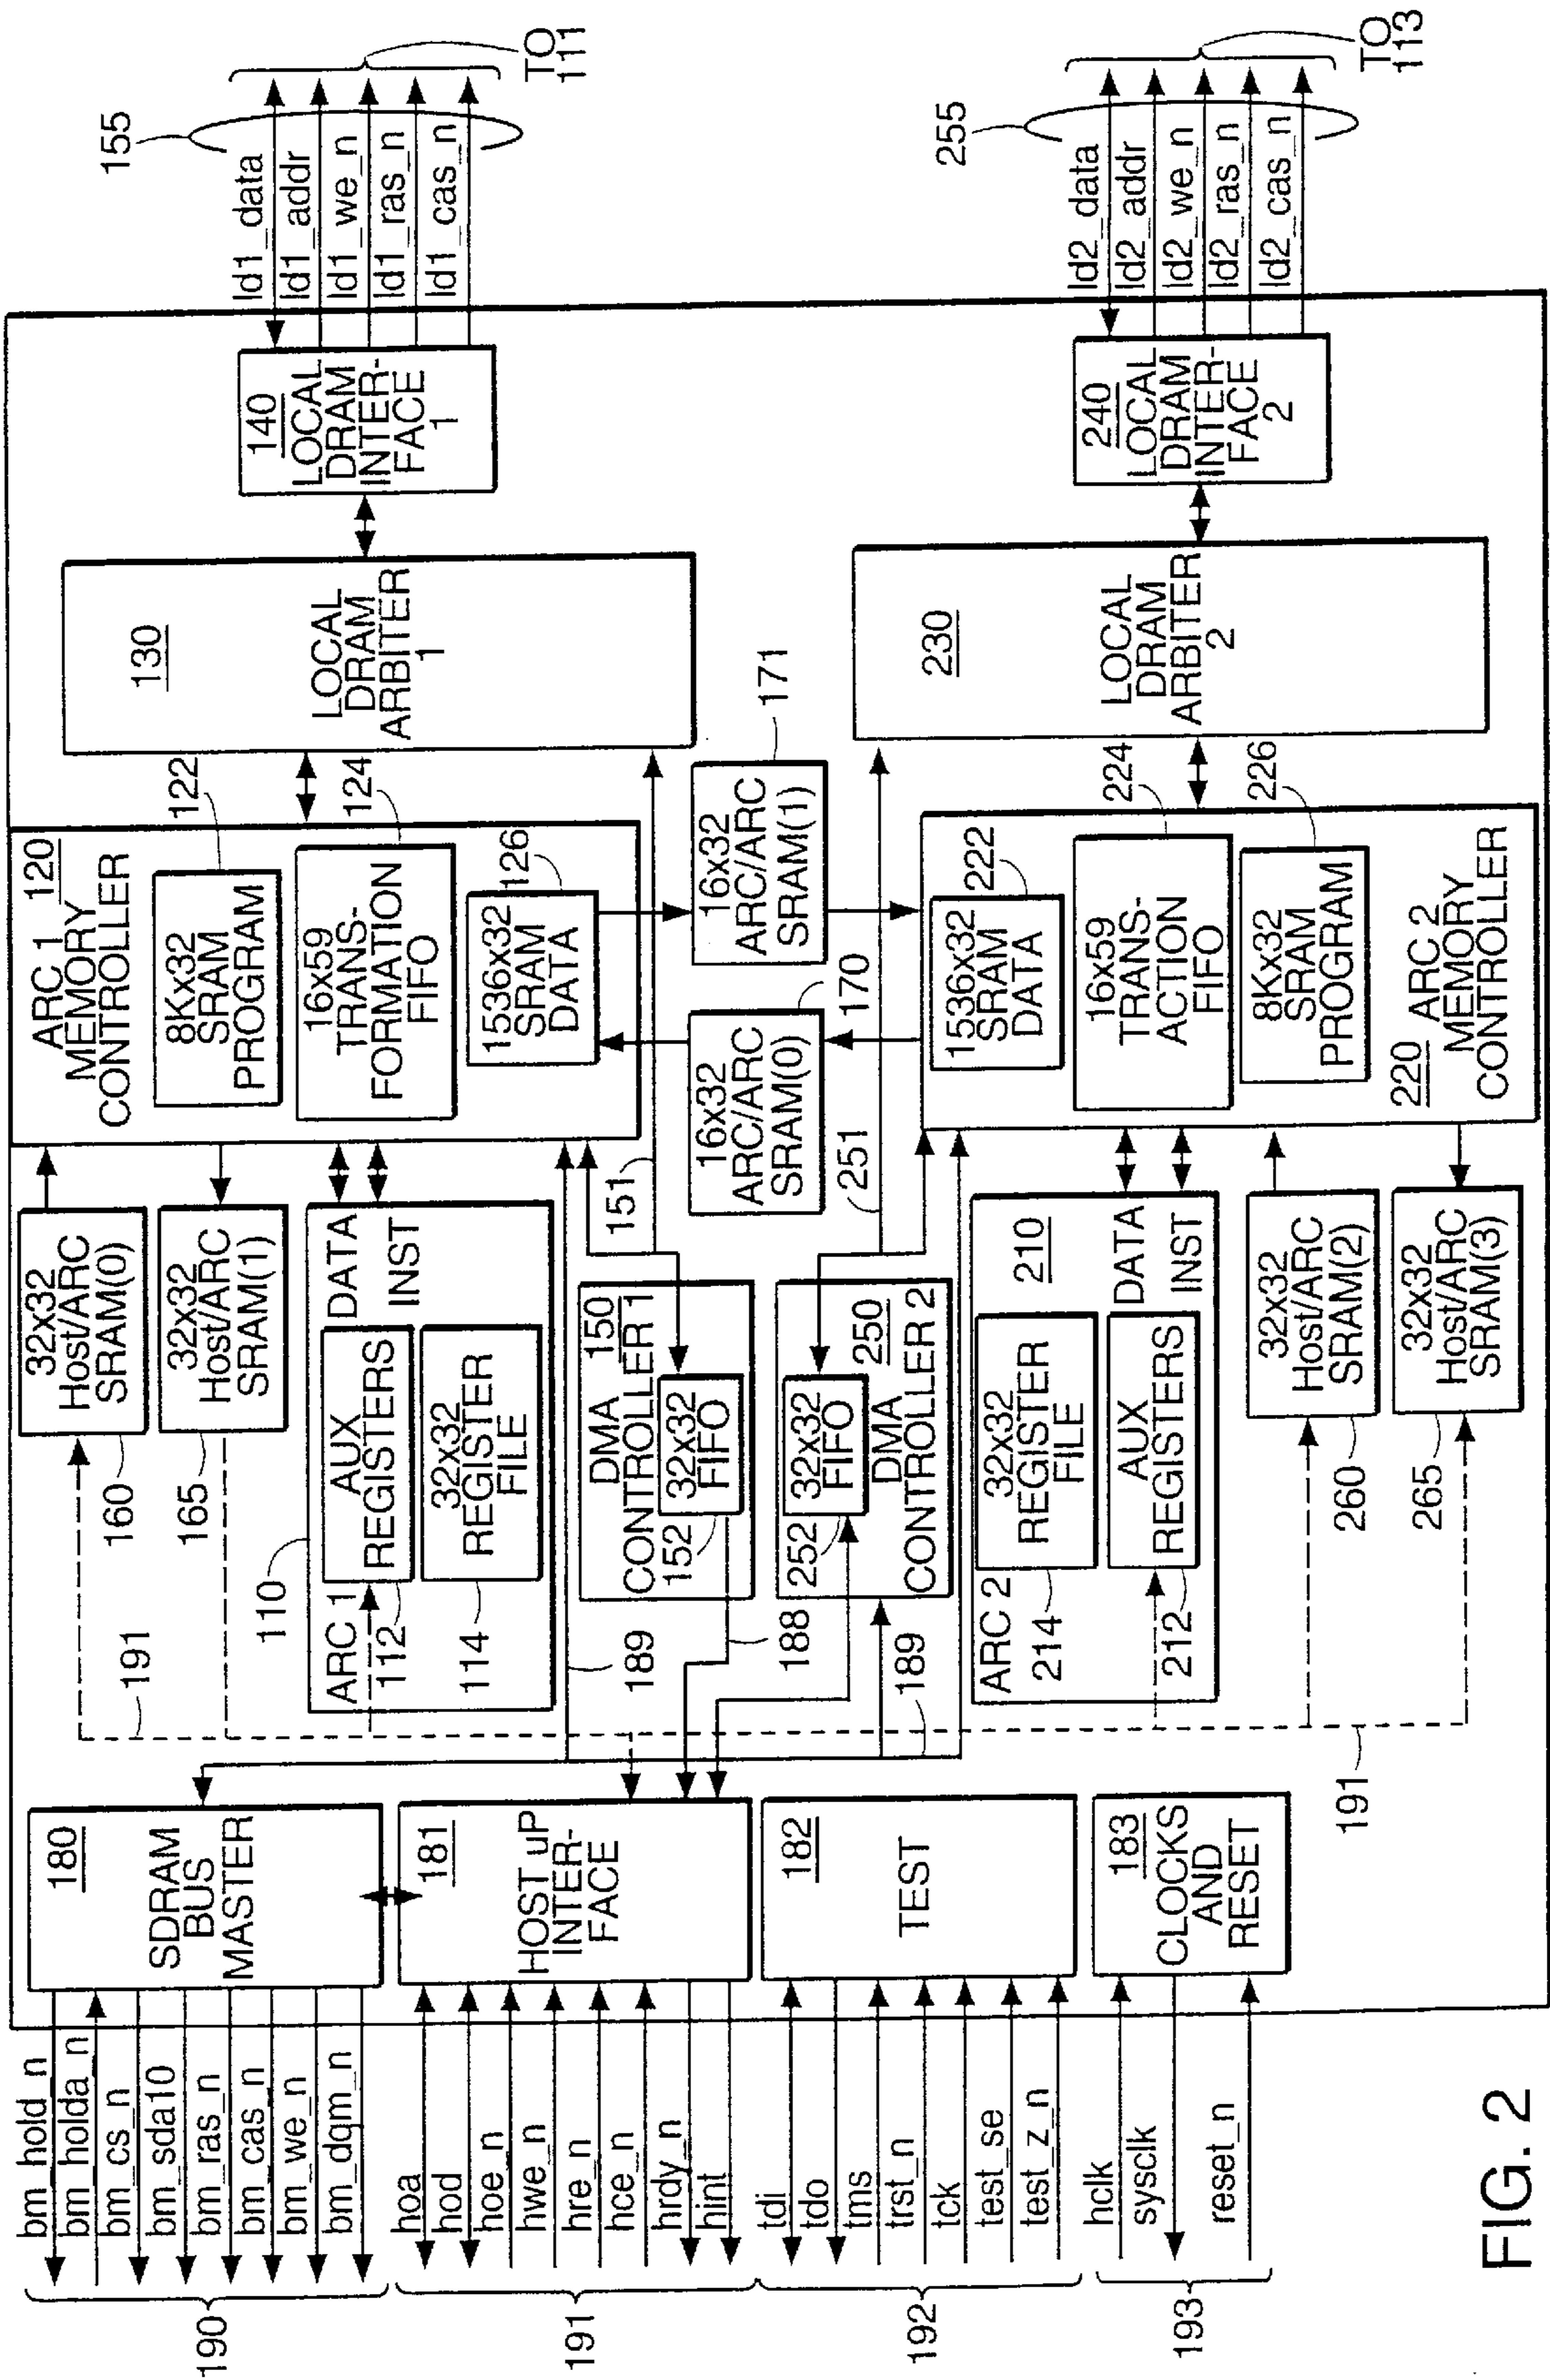 bm_hold_n
bm_holda_n
bm_cs_n
bm_sda10
bm_ras_n
bm_cas_n
bm_we_n
bm_dqm_n
190
hoa
hod
hoe_n
hwe_n
hre_n
hce_n
hrdy_n
hint
191
tdi
tdo
tms
trst_n
tck
test_se
test_z_n
192
hclk
sysclk
reset_n
193
180
SDRAM
BUS
MASTER
181
HOST uP
INTER-
FACE
182
TEST
183
CLOCKS
AND
RESET
191
191
189
188
189
32x32
Host/ARC
SRAM(0)
160
32x32
Host/ARC
SRAM(1)
165
110
ARC 1
AUX
REGISTERS
112
32x32
REGISTER
FILE
114
DATA
INST
DMA
CONTROLLER 1
150
32x32
FIFO
152
32x32
FIFO
252
250
DMA
CONTROLLER 2
ARC 2
210
32x32
REGISTER
FILE
214
AUX
REGISTERS
212
DATA
INST
32x32
Host/ARC
SRAM(2)
260
32x32
Host/ARC
SRAM(3)
265
151
251
ARC 1
MEMORY
CONTROLLER
120
8Kx32
SRAM
PROGRAM
122
16x59
TRANS-
FORMATION
FIFO
124
1536x32
SRAM
DATA
126
16x32
ARC/ARC
SRAM(0)
170
16x32
ARC/ARC
SRAM(1)
171
1536x32
SRAM
DATA
222
16x59
TRANS-
ACTION
FIFO
224
8Kx32
SRAM
PROGRAM
226
220
ARC 2
MEMORY
CONTROLLER
130
LOCAL
DRAM
ARBITER
1
230
LOCAL
DRAM
ARBITER
2
140
LOCAL
DRAM
INTER-
FACE
1
240
LOCAL
DRAM
INTER-
FACE
2
ld1_data
ld1_addr
ld1_we_n
ld1_ras_n
ld1_cas_n
155
TO
111
ld2_data
ld2_addr
ld2_we_n
ld2_ras_n
ld2_cas_n
255
TO
113
FIG. 2